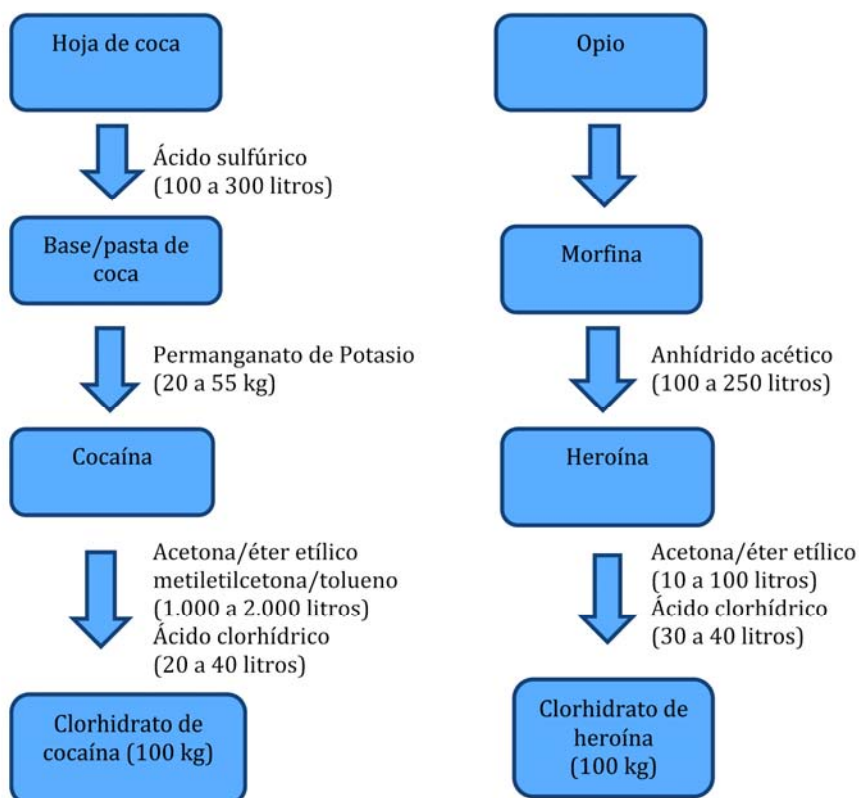 Hoja de coca
Ácido sulfúrico
(100 a 300 litros)
Base/pasta de
coca
Permanganato de Potasio
(20 a 55 kg)
Cocaína
Acetona/éter etílico
metiletilcetona/tolueno
(1.000 a 2.000 litros)
Ácido clorhídrico
(20 a 40 litros)
Clorhidrato de
cocaína (100 kg)
Opio
Morfina
Anhídrido acético
(100 a 250 litros)
Heroína
Acetona/éter etílico
(10 a 100 litros)
Ácido clorhídrico
(30 a 40 litros)
Clorhidrato de
heroína
(100 kg)